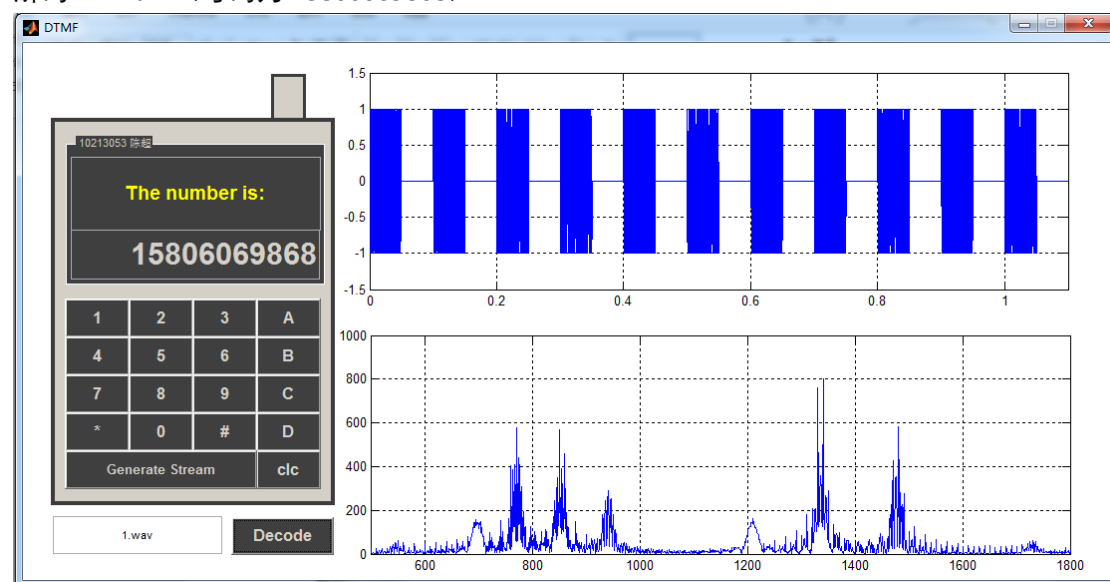 DTMF
10213053 陈超
The number is:
15806069868
1 2 3 A
4 5 6 B
7 8 9 C
* 0 # D
Generate Stream clc
1.wav Decode
1.5
1
0.5
0
-0.5
-1
-1.5
0 0.2 0.4 0.6 0.8 1
1000
800
600
400
200
0
600 800 1000 1200 1400 1600 1800